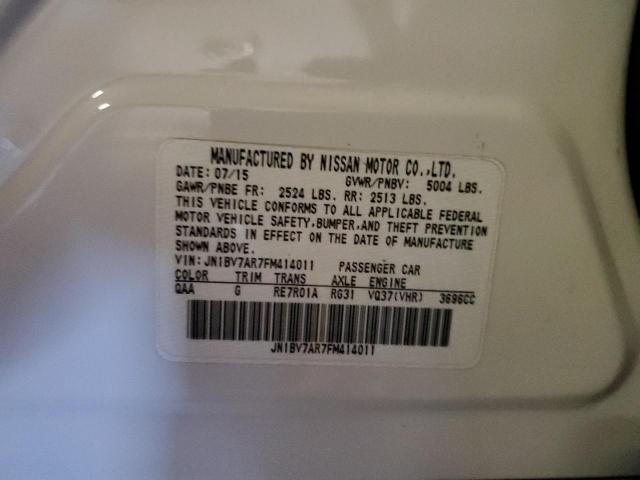 MANUFACTURED BY NISSAN MOTOR CO.,LTD.
DATE: 07/15 GVWR/PNBV: 5004 LBS.
GAWR/PNBE FR: 2524 LBS. RR: 2513 LBS.
THIS VEHICLE CONFORMS TO ALL APPLICABLE FEDERAL
MOTOR VEHICLE SAFETY,BUMPER,AND THEFT PREVENTION
STANDARDS IN EFFECT ON THE DATE OF MANUFACTURE
SHOWN ABOVE.
VIN:JN1BV7AR7FM414011 PASSENGER CAR
COLOR TRIM TRANS AXLE ENGINE
QAA G RE7R01A RG31 VQ37(VHR) 3696CC
JN1BV7AR7FM414011